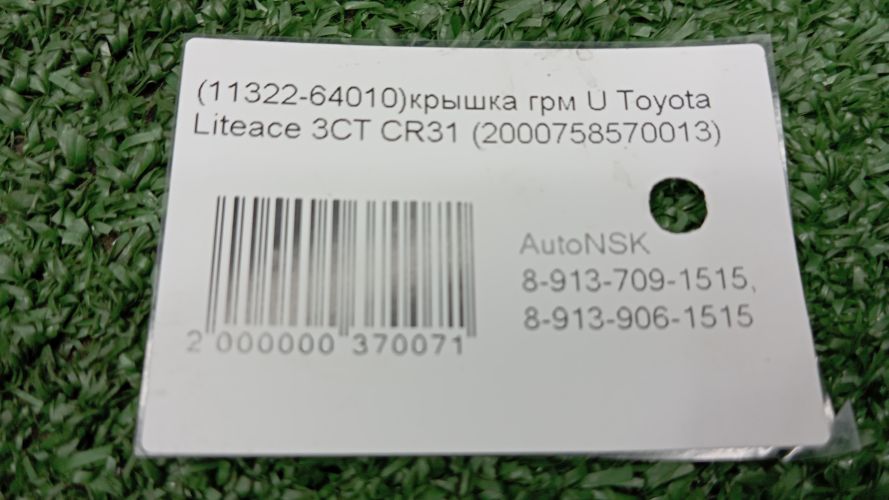 (11322-64010)крышка грм U Toyota
Liteace 3CT CR31 (2000758570013)
AutoNSK
8-913-709-1515,
8-913-906-1515
2 000000 370071